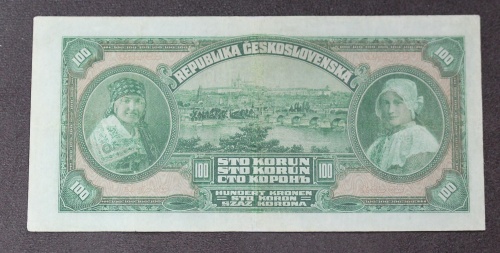 100 100
REPUBLIKA ČESKOSLOVENSKA
100 STO KORUN 100
STO KORUN
СТО КОРОНЪ
HUNDERT KRONEN
STO KORON
SZÁZ KORONA
100 100